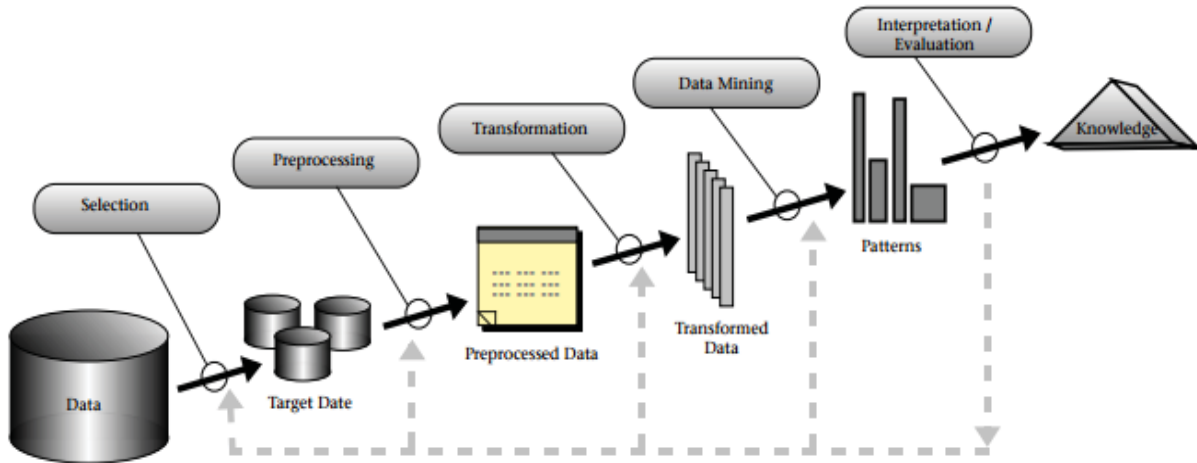 Interpretation /
Evaluation
Data Mining
Transformation
Preprocessing
Selection
Knowledge
Patterns
Transformed
Data
Preprocessed Data
Target Date
Data